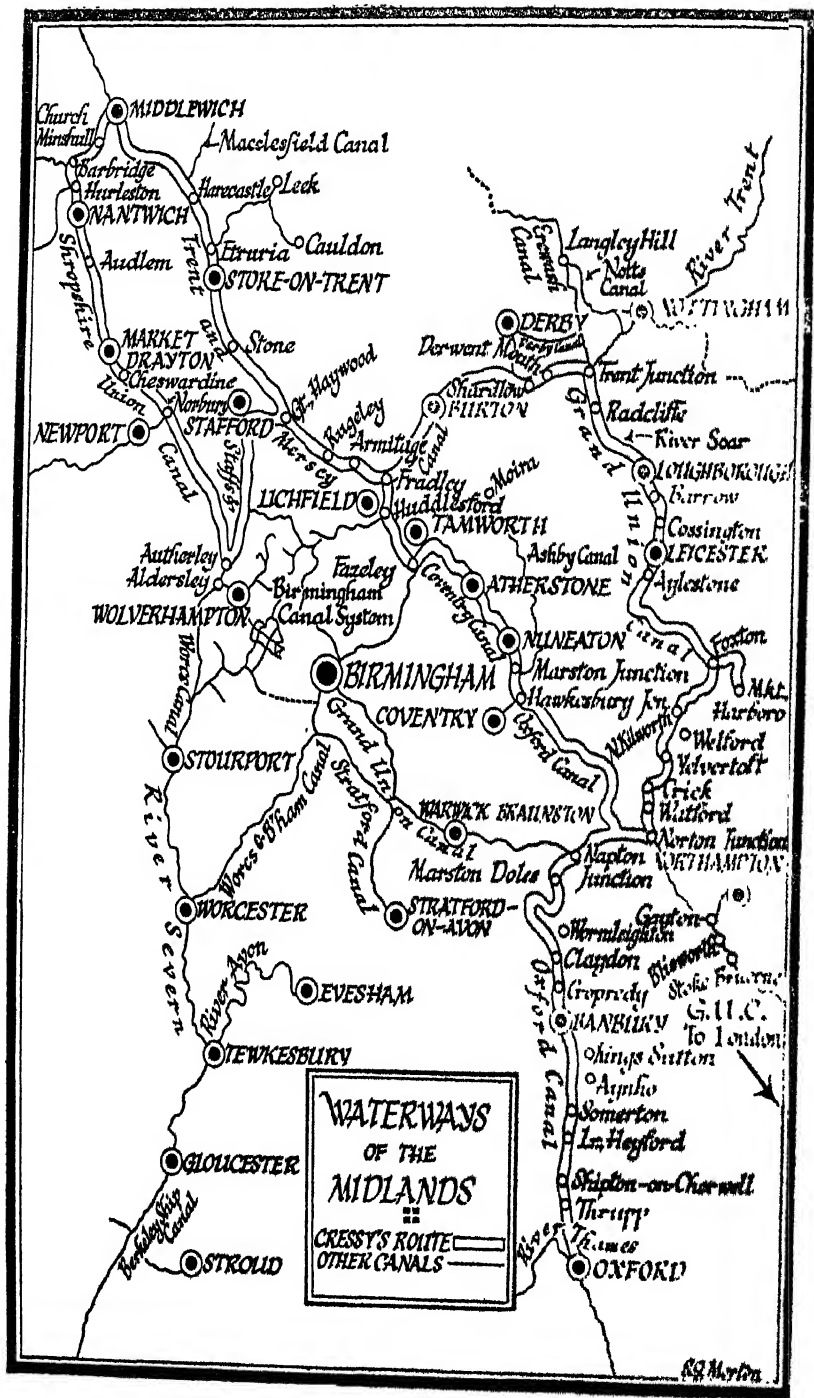 MIDDLEWICH
Church
Minshull
Macclesfield Canal
Barbridge
Hurleston
Harecastle
Leek
NANTWICH
Etruria
Cauldon
Audlem
STOKE-ON-TRENT
Shropshire
Union
Canal
Trent and
Mersey
Canal
MARKET
DRAYTON
Stone
Cheswardine
Norbury
Gt. Haywood
STAFFORD
NEWPORT
Staffs &
Worcs Canal
Rugeley
Armitage
Fradley
LICHFIELD
Huddlesford
TAMWORTH
Moira
Erewash
Canal
Langley Hill
Notts
Canal
River Trent
NOTTINGHAM
DERBY
Derby Canal
Derwent Mouth
Trent Junction
Shardlow
BURTON
Radcliffe
River Soar
Grand Union
Canal
LOUGHBOROUGH
Barrow
Cossington
LEICESTER
Aylestone
Autherley
Aldersley
WOLVERHAMPTON
Birmingham
Canal System
Fazeley
Coventry Canal
Ashby Canal
ATHERSTONE
NUNEATON
Foxton
Mkt.
Harboro
BIRMINGHAM
Marston Junction
Hawkesbury Jn.
COVENTRY
Oxford Canal
N. Kilworth
Welford
Yelvertoft
Crick
Watford
STOURPORT
River Severn
Worcs & B'ham Canal
Grand Union Canal
Stratford Canal
WARWICK
BRAUNSTON
Norton Junction
NORTHAMPTON
Marston Doles
Napton
Junction
WORCESTER
STRATFORD-
ON-AVON
Gayton
Wormleighton
Blisworth
Stoke Bruerne
Claydon
Cropredy
G.U.C.
To London
River Avon
EVESHAM
BANBURY
Kings Sutton
Aynho
Oxford Canal
TEWKESBURY
Somerton
Lr. Heyford
GLOUCESTER
Shipton-on-Cherwell
Thrupp
Berkeley Ship
Canal
STROUD
River Thames
OXFORD
WATERWAYS
OF THE
MIDLANDS
CRESSY'S ROUTE
OTHER CANALS